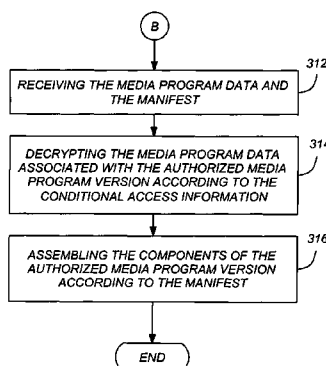 B
312
RECEIVING THE MEDIA PROGRAM DATA AND
THE MANIFEST
314
DECRYPTING THE MEDIA PROGRAM DATA
ASSOCIATED WITH THE AUTHORIZED MEDIA
PROGRAM VERSION ACCORDING TO THE
CONDITIONAL ACCESS INFORMATION
316
ASSEMBLING THE COMPONENTS OF THE
AUTHORIZED MEDIA PROGRAM VERSION
ACCORDING TO THE MANIFEST
END